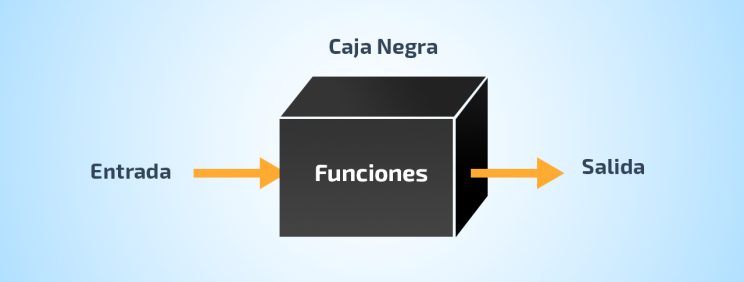 Caja Negra
Entrada
Funciones
Salida